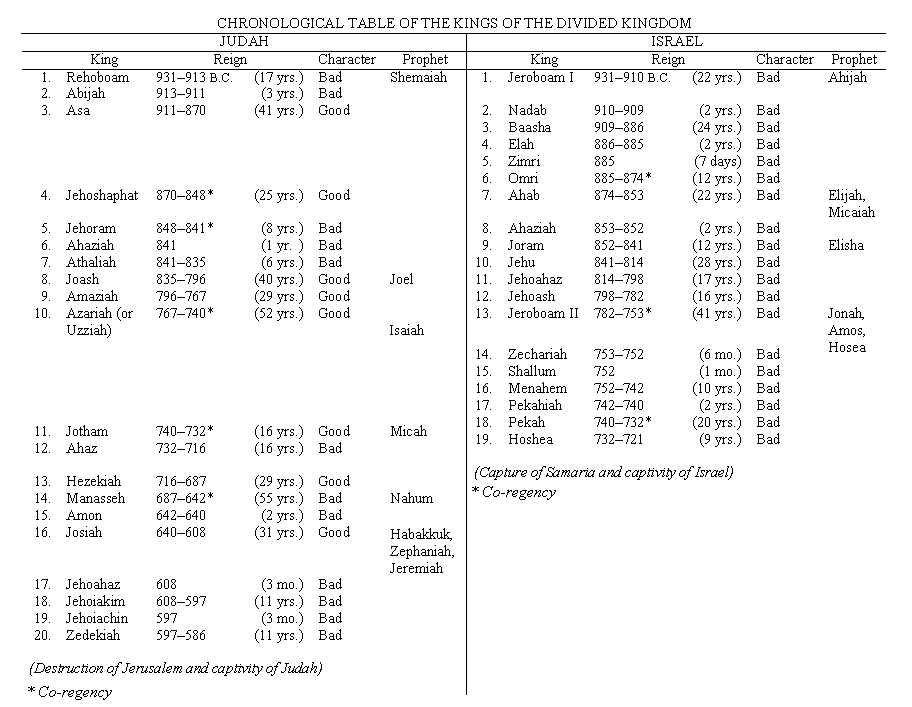 CHRONOLOGICAL TABLE OF THE KINGS OF THE DIVIDED KINGDOM
JUDAH
King Reign Character Prophet
1. Rehoboam 931–913 B.C. (17 yrs.) Bad Shemaiah
2. Abijah 913–911 (3 yrs.) Bad
3. Asa 911–870 (41 yrs.) Good
4. Jehoshaphat 870–848* (25 yrs.) Good
5. Jehoram 848–841* (8 yrs.) Bad
6. Ahaziah 841 (1 yr. ) Bad
7. Athaliah 841–835 (6 yrs.) Bad
8. Joash 835–796 (40 yrs.) Good Joel
9. Amaziah 796–767 (29 yrs.) Good
10. Azariah (or 767–740* (52 yrs.) Good
Uzziah) Isaiah
11. Jotham 740–732* (16 yrs.) Good Micah
12. Ahaz 732–716 (16 yrs.) Bad
13. Hezekiah 716–687 (29 yrs.) Good
14. Manasseh 687–642* (55 yrs.) Bad Nahum
15. Amon 642–640 (2 yrs.) Bad
16. Josiah 640–608 (31 yrs.) Good Habakkuk,
Zephaniah,
Jeremiah
17. Jehoahaz 608 (3 mo.) Bad
18. Jehoiakim 608–597 (11 yrs.) Bad
19. Jehoiachin 597 (3 mo.) Bad
20. Zedekiah 597–586 (11 yrs.) Bad
(Destruction of Jerusalem and captivity of Judah)
* Co-regency
ISRAEL
King Reign Character Prophet
1. Jeroboam I 931–910 B.C. (22 yrs.) Bad Ahijah
2. Nadab 910–909 (2 yrs.) Bad
3. Baasha 909–886 (24 yrs.) Bad
4. Elah 886–885 (2 yrs.) Bad
5. Zimri 885 (7 days) Bad
6. Omri 885–874* (12 yrs.) Bad
7. Ahab 874–853 (22 yrs.) Bad Elijah,
Micaiah
8. Ahaziah 853–852 (2 yrs.) Bad
9. Joram 852–841 (12 yrs.) Bad Elisha
10. Jehu 841–814 (28 yrs.) Bad
11. Jehoahaz 814–798 (17 yrs.) Bad
12. Jehoash 798–782 (16 yrs.) Bad
13. Jeroboam II 782–753* (41 yrs.) Bad Jonah,
Amos,
Hosea
14. Zechariah 753–752 (6 mo.) Bad
15. Shallum 752 (1 mo.) Bad
16. Menahem 752–742 (10 yrs.) Bad
17. Pekahiah 742–740 (2 yrs.) Bad
18. Pekah 740–732* (20 yrs.) Bad
19. Hoshea 732–721 (9 yrs.) Bad
(Capture of Samaria and captivity of Israel)
* Co-regency